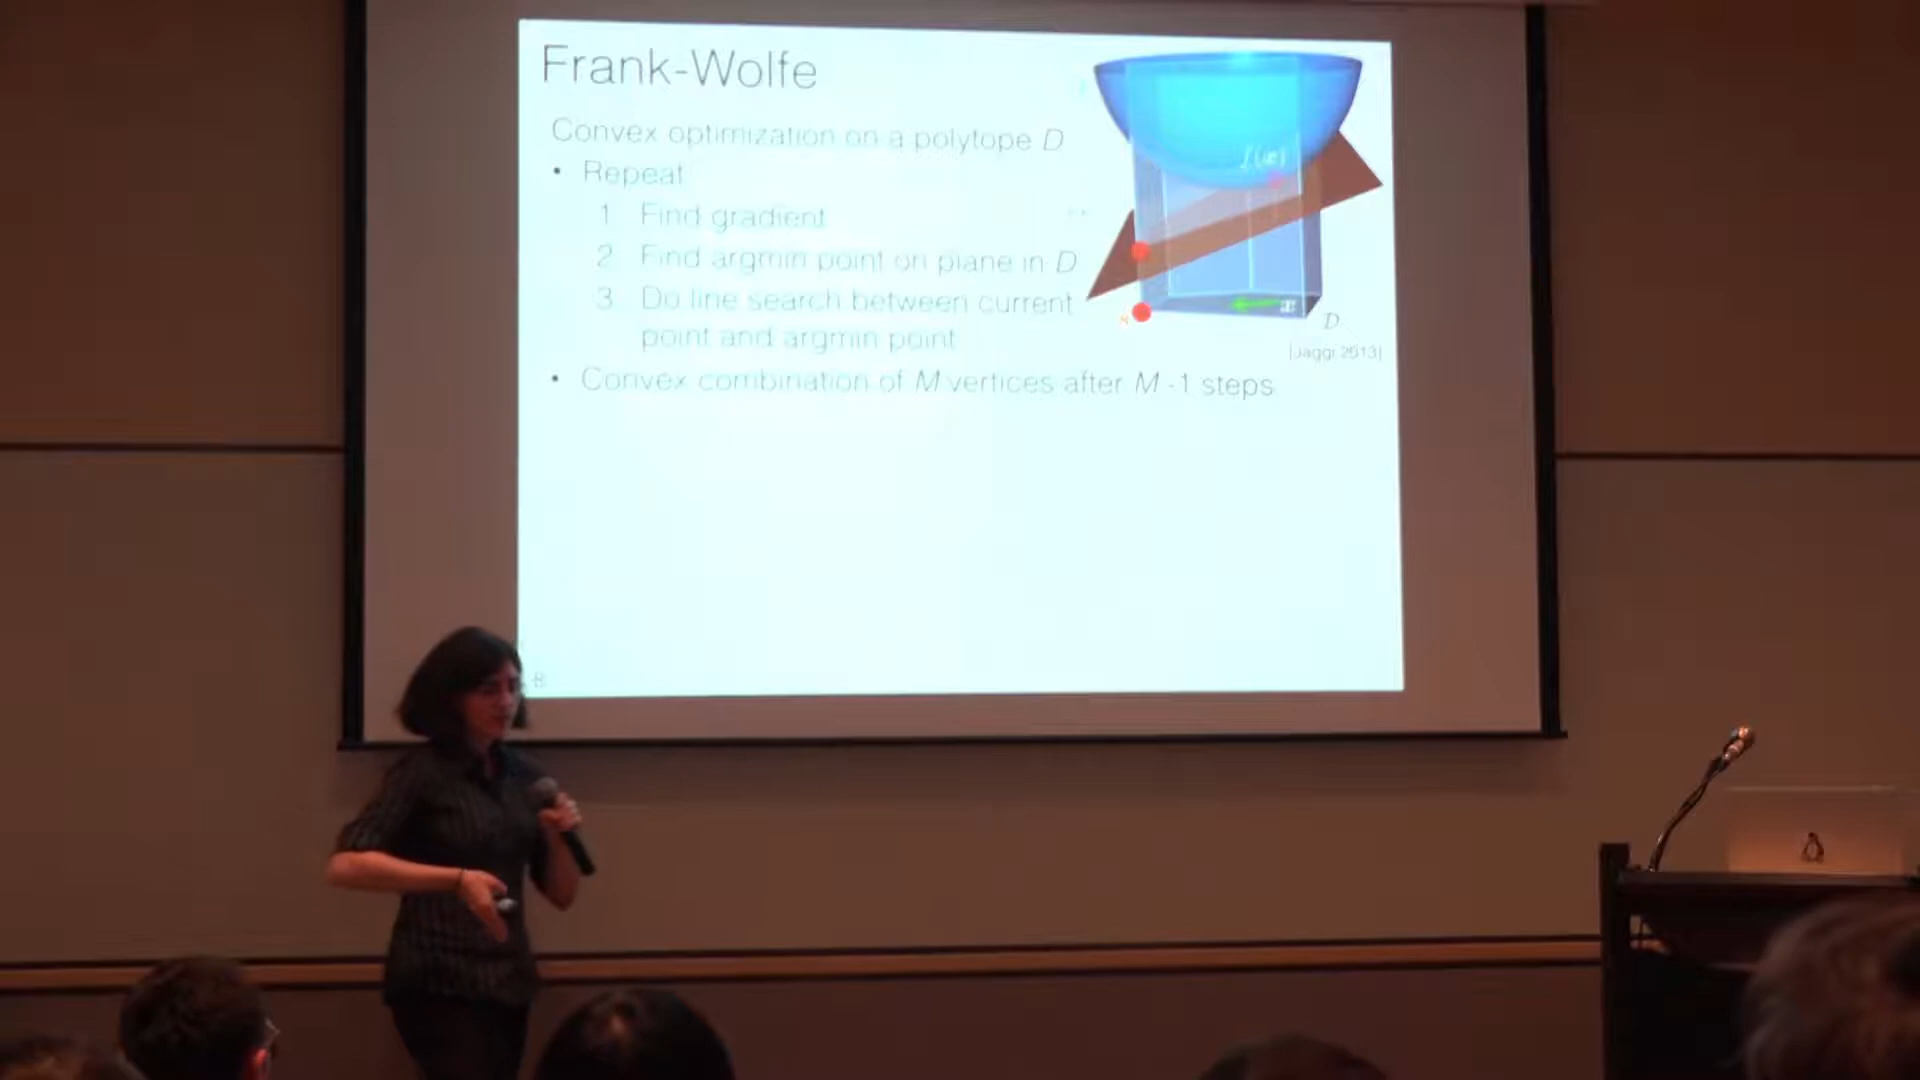 Frank-Wolfe
Convex optimization on a polytope D
• Repeat
1 Find gradient
2 Find argmin point on plane in D
3 Do line search between current
point and argmin point
• Convex combination of M vertices after M -1 steps
f(x)
x
s
D
[Jaggi 2013]
8